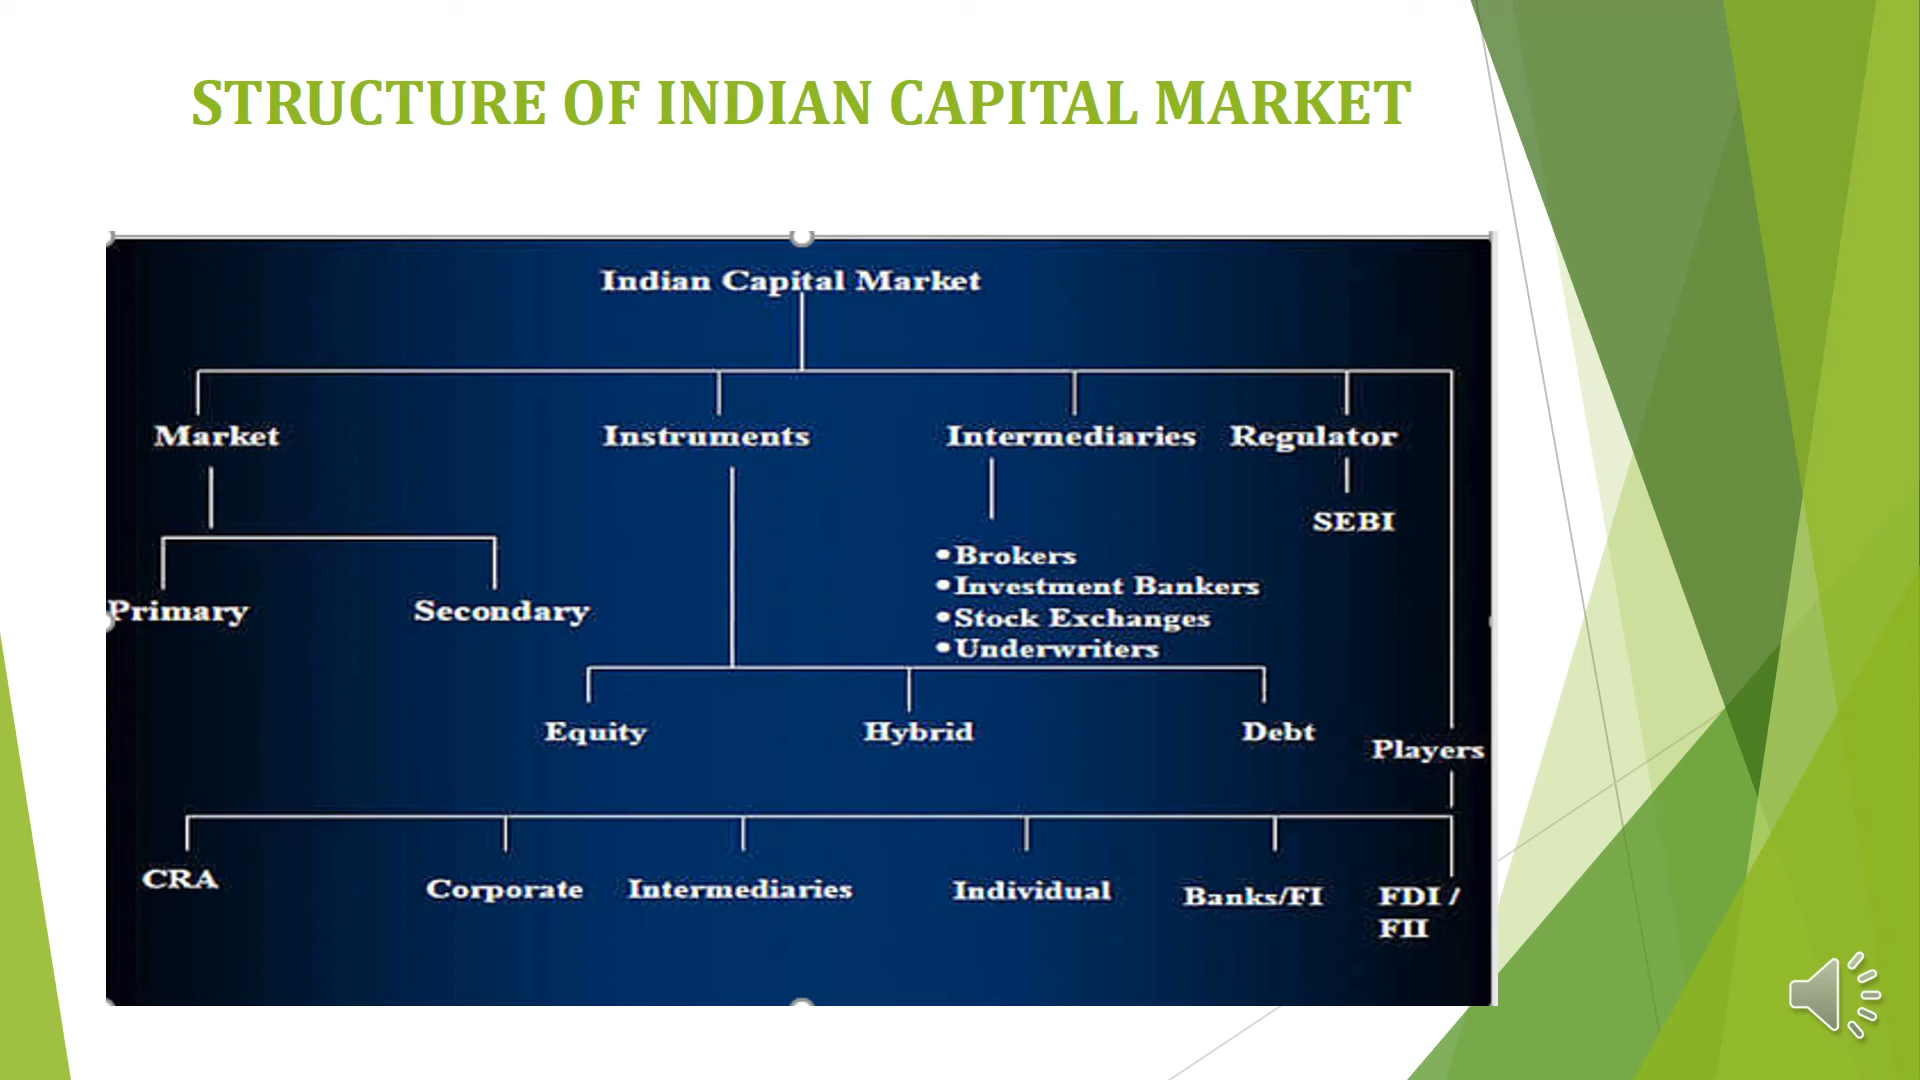 STRUCTURE OF INDIAN CAPITAL MARKET
Indian Capital Market
Market
Instruments
Intermediaries
Regulator
SEBI
•Brokers
•Investment Bankers
•Stock Exchanges
•Underwriters
Primary
Secondary
Equity
Hybrid
Debt
Players
CRA
Corporate
Intermediaries
Individual
Banks/FI
FDI /
FII